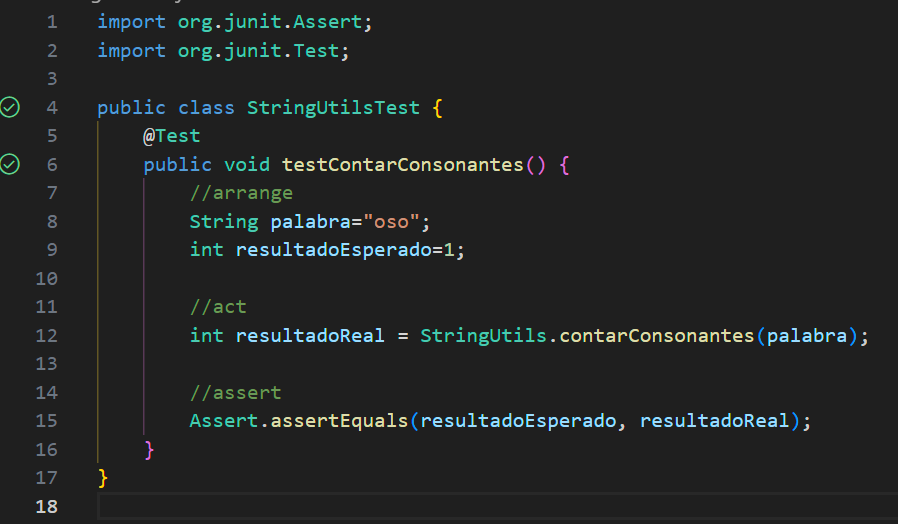 1 import org.junit.Assert;
2 import org.junit.Test;
3
4 public class StringUtilsTest {
5     @Test
6     public void testContarConsonantes() {
7         //arrange
8         String palabra="oso";
9         int resultadoEsperado=1;
10
11         //act
12         int resultadoReal = StringUtils.contarConsonantes(palabra);
13
14         //assert
15         Assert.assertEquals(resultadoEsperado, resultadoReal);
16     }
17 }
18